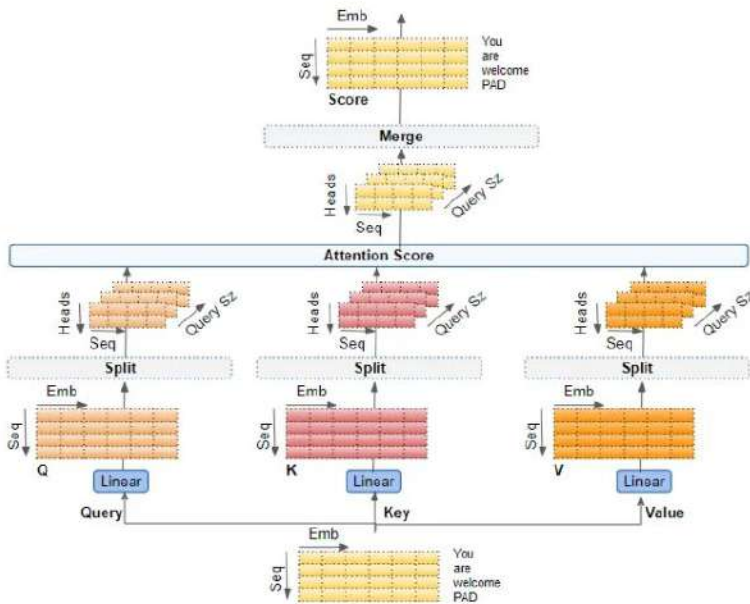 Emb
Seq
You
are
welcome
PAD
Score
Merge
Heads
Seq
Query Sz
Attention Score
Heads
Seq
Query Sz
Heads
Seq
Query Sz
Heads
Seq
Query Sz
Split
Split
Split
Emb
Seq
Q
Emb
Seq
K
Emb
Seq
V
Linear
Linear
Linear
Query
Key
Value
Emb
Seq
You
are
welcome
PAD